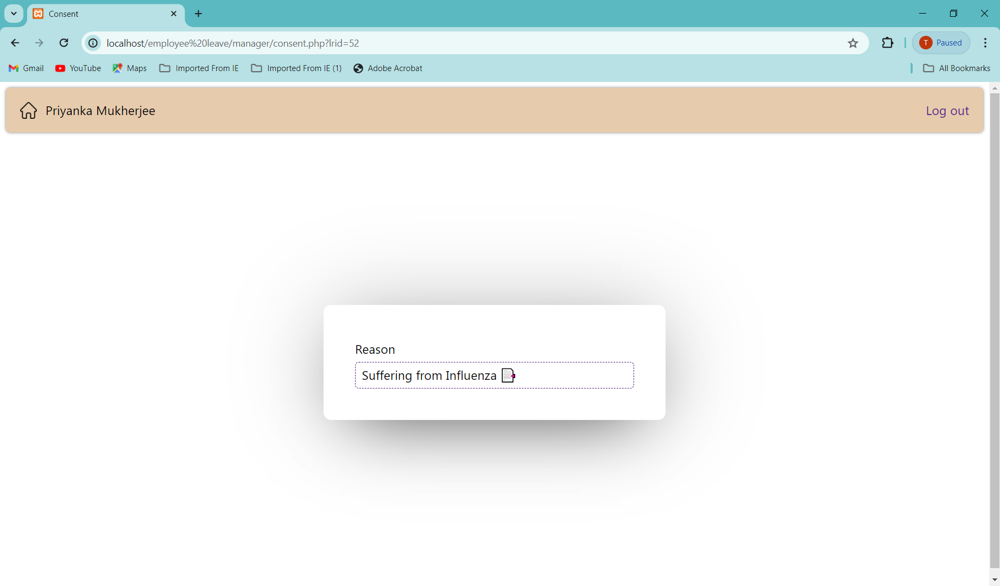 Consent
localhost/employee%20leave/manager/consent.php?lrid=52
T Paused
Gmail YouTube Maps Imported From IE Imported From IE (1) Adobe Acrobat All Bookmarks
Priyanka Mukherjee Log out
Reason
Suffering from Influenza